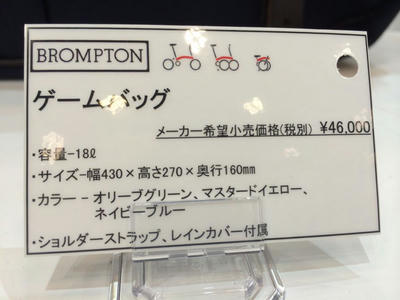 BROMPTON
ゲームバッグ
メーカー希望小売価格(税別) ¥46,000
・容量-18ℓ
・サイズ-幅430×高さ270×奥行160mm
・カラー - オリーブグリーン、マスタードイエロー、
ネイビーブルー
・ショルダーストラップ、レインカバー付属